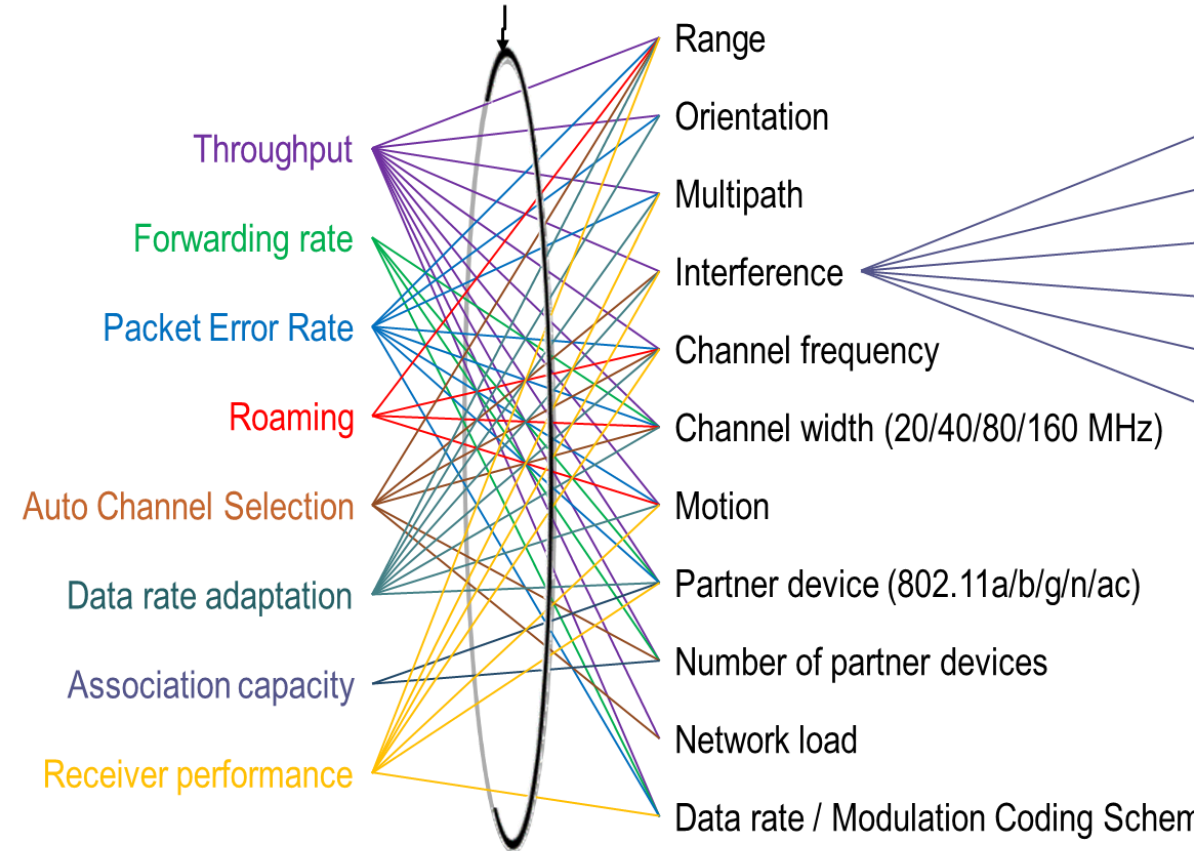 Throughput
Forwarding rate
Packet Error Rate
Roaming
Auto Channel Selection
Data rate adaptation
Association capacity
Receiver performance
Range
Orientation
Multipath
Interference
Channel frequency
Channel width (20/40/80/160 MHz)
Motion
Partner device (802.11a/b/g/n/ac)
Number of partner devices
Network load
Data rate / Modulation Coding Schem